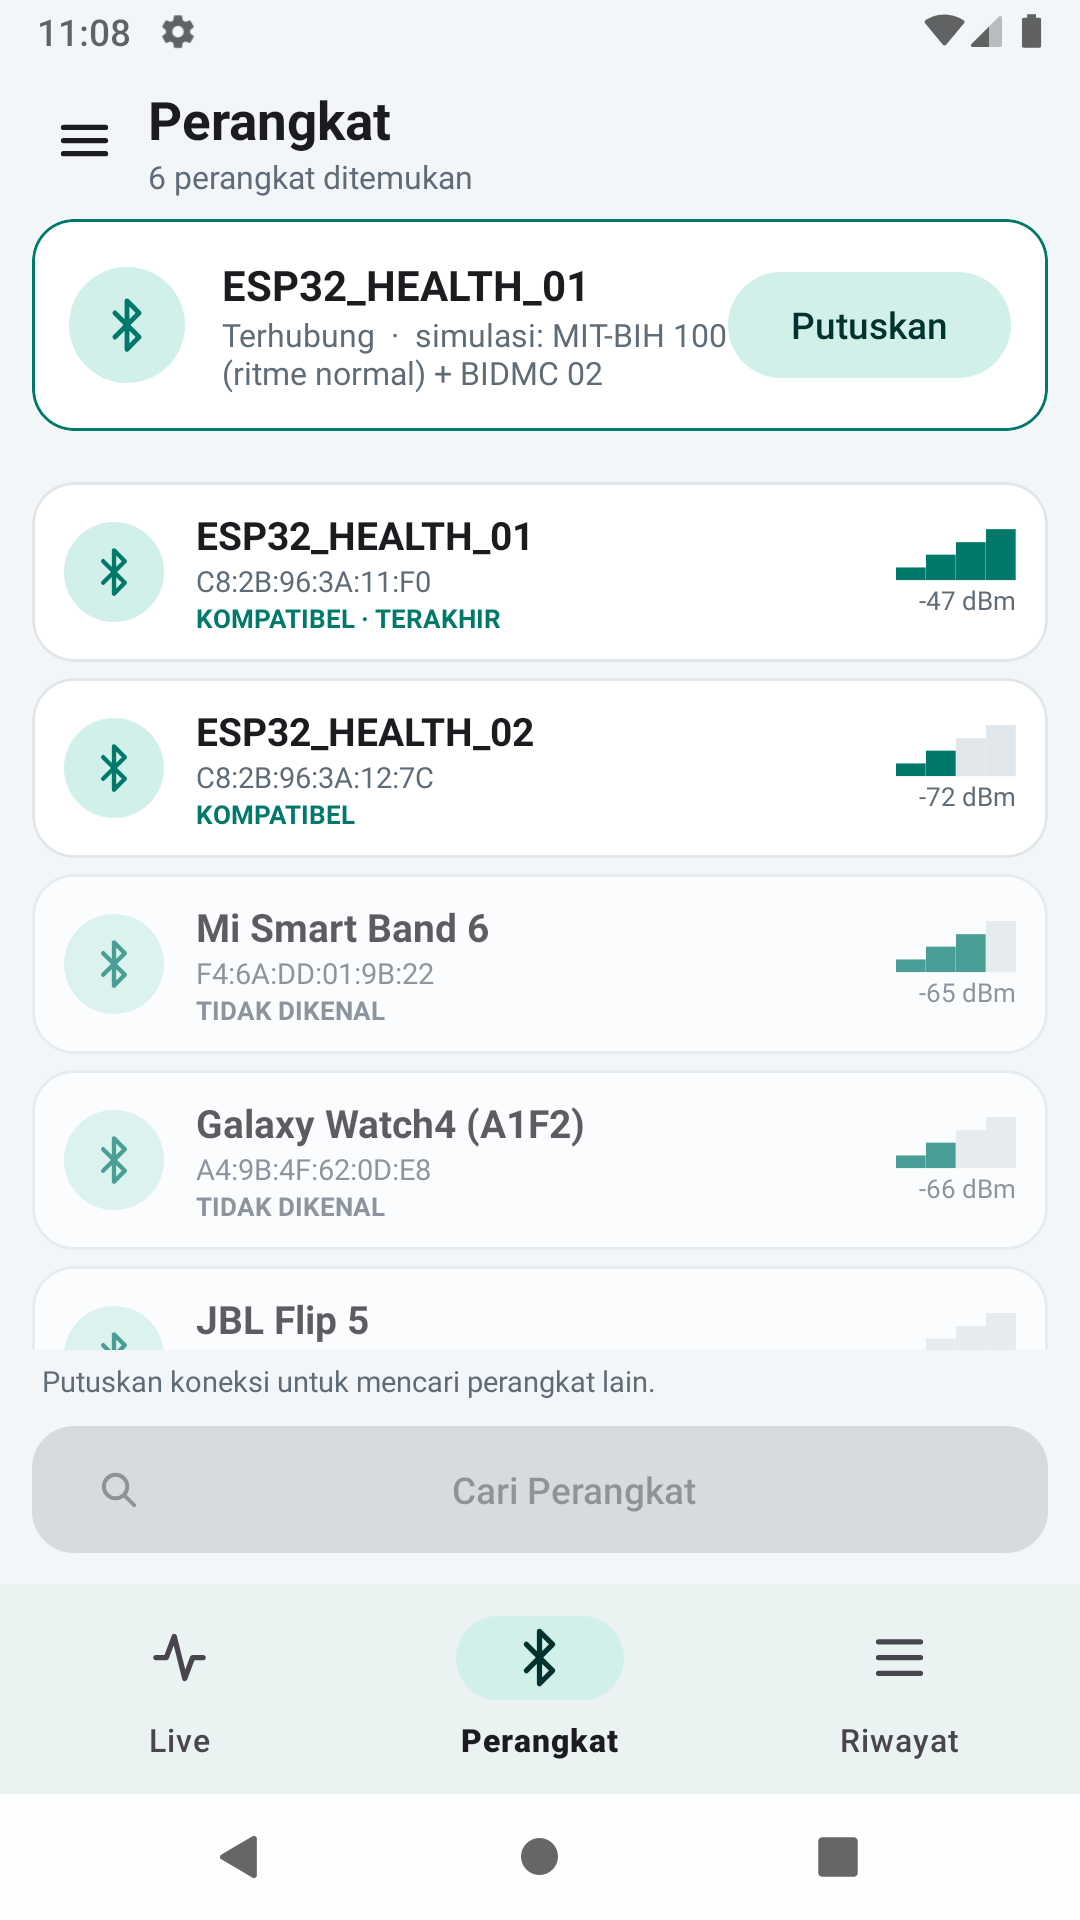 11:08
Perangkat
6 perangkat ditemukan
ESP32_HEALTH_01
Terhubung · simulasi: MIT-BIH 100
(ritme normal) + BIDMC 02
Putuskan
ESP32_HEALTH_01
C8:2B:96:3A:11:F0
KOMPATIBEL · TERAKHIR
-47 dBm
ESP32_HEALTH_02
C8:2B:96:3A:12:7C
KOMPATIBEL
-72 dBm
Mi Smart Band 6
F4:6A:DD:01:9B:22
TIDAK DIKENAL
-65 dBm
Galaxy Watch4 (A1F2)
A4:9B:4F:62:0D:E8
TIDAK DIKENAL
-66 dBm
JBL Flip 5
Putuskan koneksi untuk mencari perangkat lain.
Cari Perangkat
Live
Perangkat
Riwayat